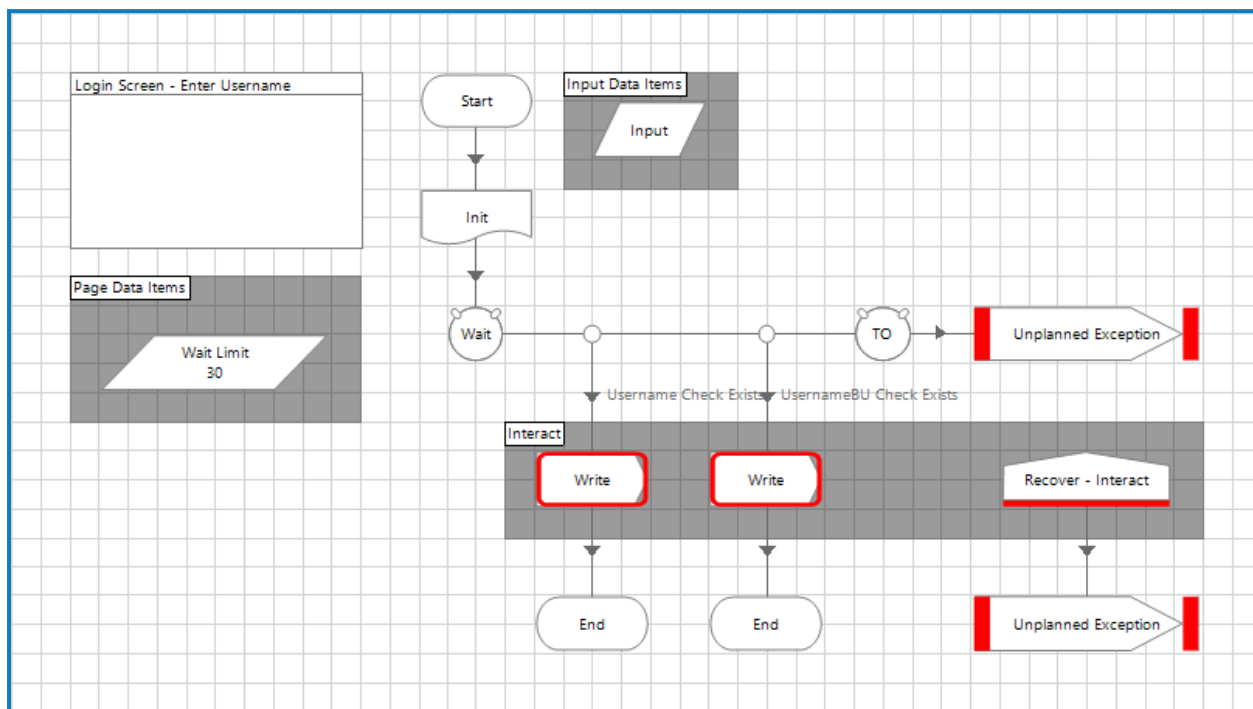 Login Screen - Enter Username
Start
Input Data Items
Input
Init
Page Data Items
Wait Limit
30
Wait
TO
Unplanned Exception
Username Check Exists
UsernameBU Check Exists
Interact
Write
Write
Recover - Interact
End
End
Unplanned Exception